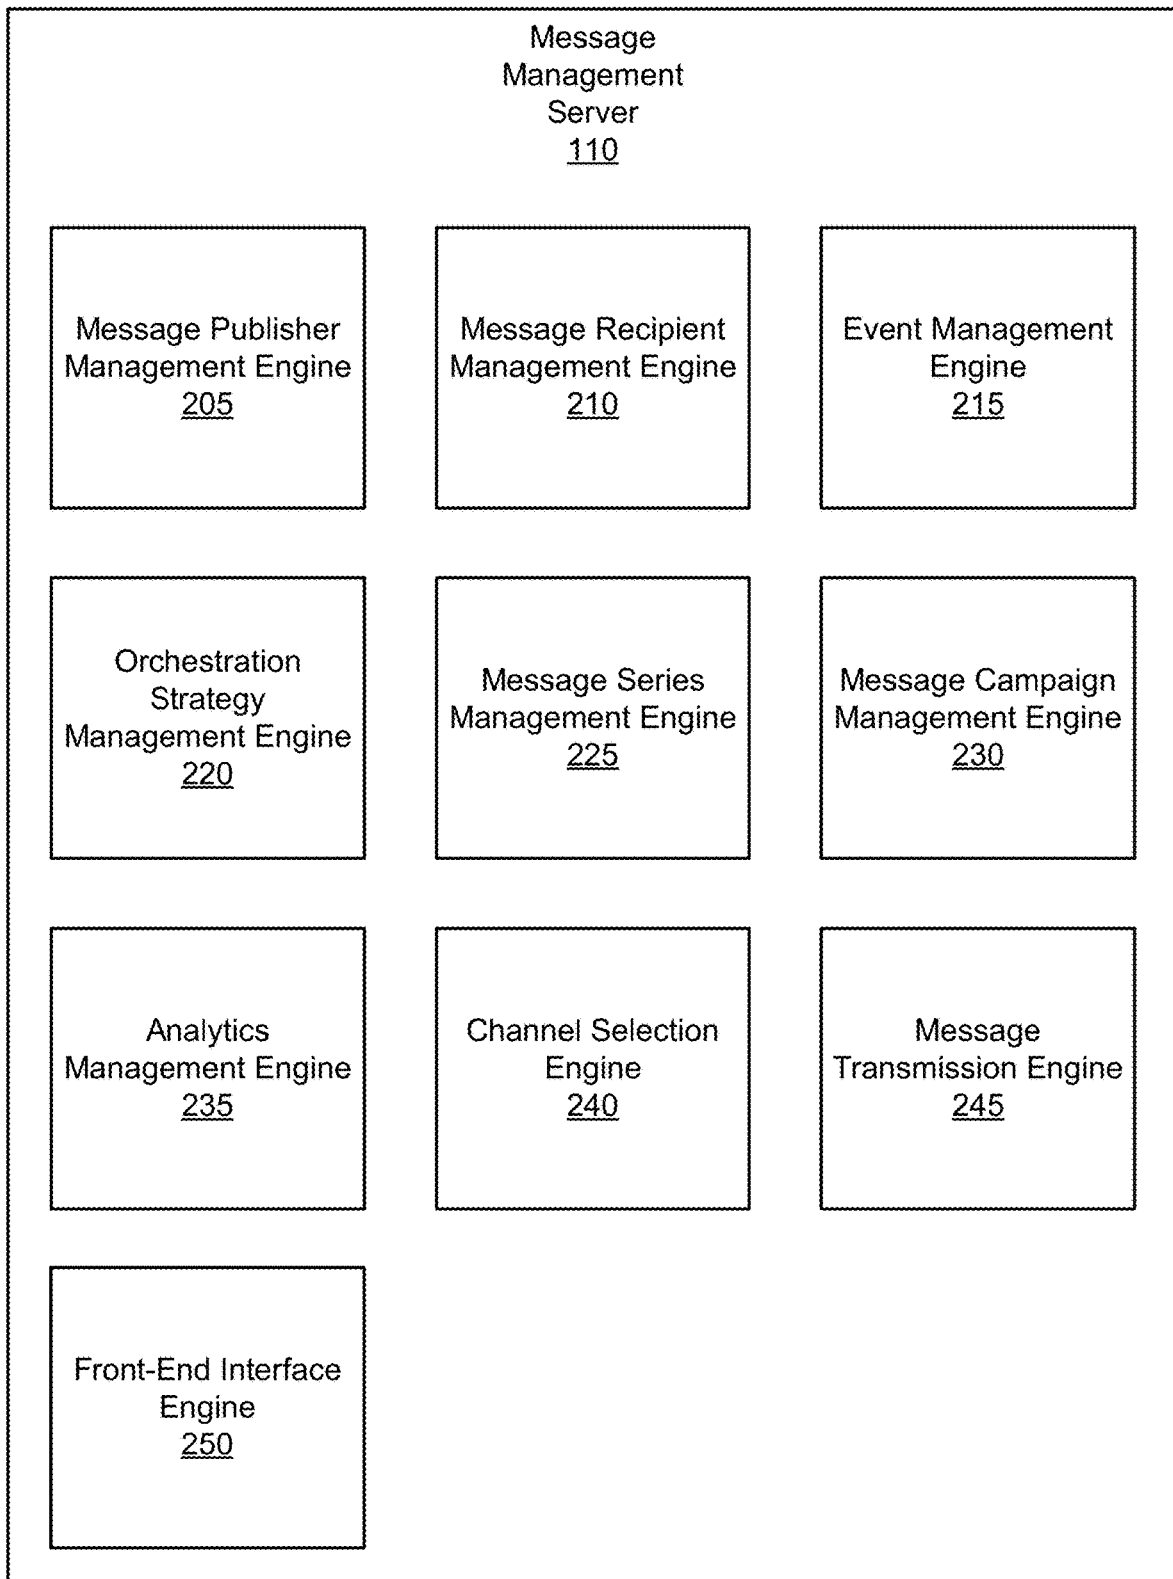 Message
Management
Server
110
Message Publisher
Management Engine
205
Message Recipient
Management Engine
210
Event Management
Engine
215
Orchestration
Strategy
Management Engine
220
Message Series
Management Engine
225
Message Campaign
Management Engine
230
Analytics
Management Engine
235
Channel Selection
Engine
240
Message
Transmission Engine
245
Front-End Interface
Engine
250